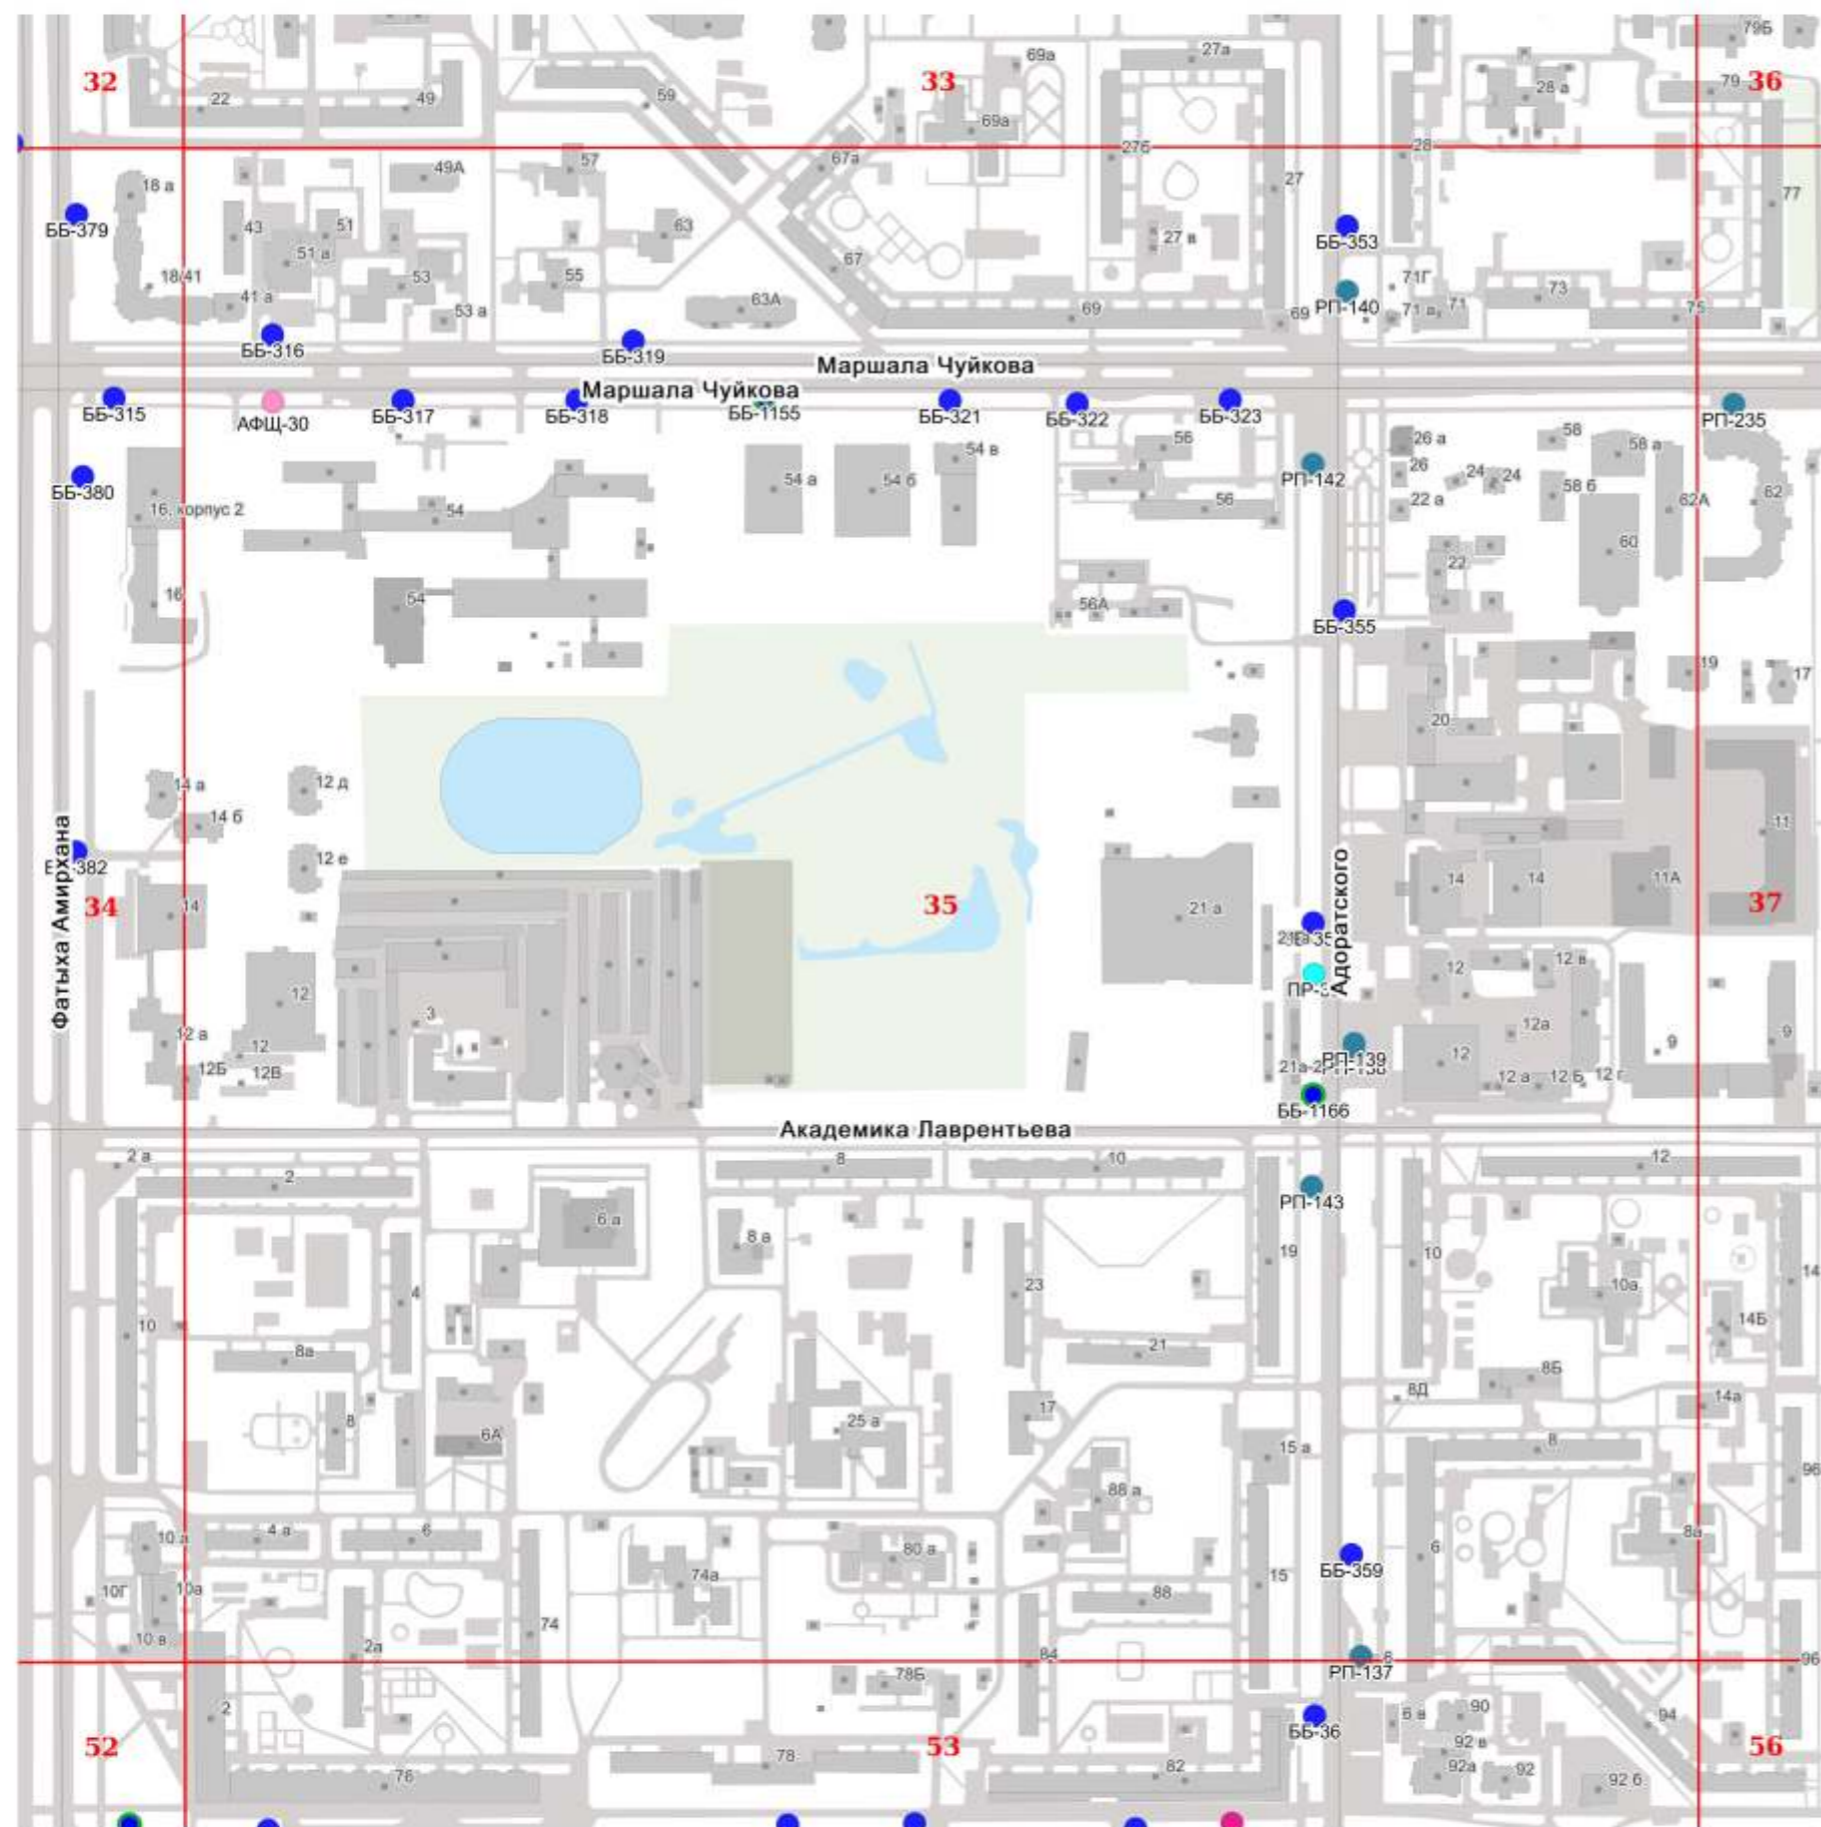 32
33
36
22
49
59
69а
69а
27а
28 а
79Б
79
18 а
ББ-379
49А
57
67а
27б
28
27
77
43
51
51 а
63
27 в
ББ-353
18/41
41 а
53
53 а
55
67
71Г
РП-140
73
63А
69
69
71 в
71
75
ББ-316
ББ-319
Маршала Чуйкова
Маршала Чуйкова
ББ-315
АФЩ-30
ББ-317
ББ-318
ББ-1155
ББ-321
ББ-322
ББ-323
РП-235
ББ-380
16, корпус 2
54
54 а
54 б
54 в
56
56
РП-142
26 а
26
24
24
22 а
58
58 а
58 б
62А
62
60
16
54
56А
22
ББ-355
19
17
20
14 а
12 д
14 б
11
12 е
34
14
35
21 а
14
14
11А
37
Фатыха Амирхана
Адоратского
12
12 в
12
3
12а
12 в
12
12Б
12В
РП-139
12
9
9
12 а
12 Б
12 г
ББ-1166
Академика Лаврентьева
2 в
2
8
10
12
РП-143
6 а
8 в
19
10
14
23
10а
4
14Б
10
8а
21
8Б
8Д
14а
8
6А
25 а
17
15 а
8
96
88 а
10 а
4 а
6
80 а
8а
6
ББ-359
10Г
10а
74а
88
15
10 в
74
2а
84
6
96
РП-137
78Б
2
ББ-36
6 в
90
94
52
53
92 в
56
76
78
82
92а
92
92 б